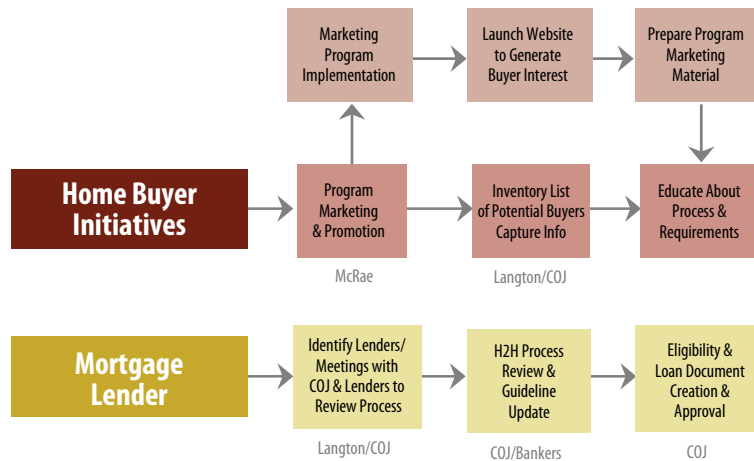 Marketing
Program
Implementation
Launch Website
to Generate
Buyer Interest
Prepare Program
Marketing
Material
Home Buyer
Initiatives
Program
Marketing
& Promotion
Inventory List
of Potential Buyers
Capture Info
Educate About
Process &
Requirements
McRae
Langton/COJ
Mortgage
Lender
Identify Lenders/
Meetings with
COJ & Lenders to
Review Process
H2H Process
Review &
Guideline
Update
Eligibility &
Loan Document
Creation &
Approval
Langton/COJ
COJ/Bankers
COJ